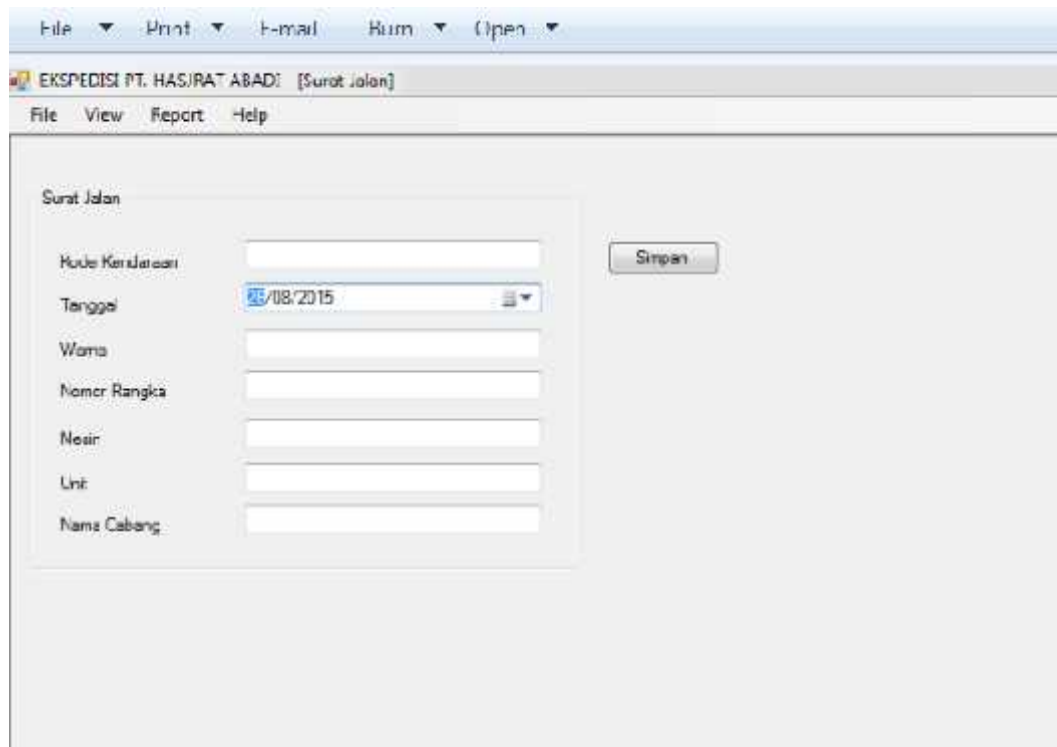 File Print E-mail Burn Open
EKSPEDISI PT. HASJRAT ABADI [Surat Jalan]
File View Report Help
Surat Jalan
Kode Kendaraan
Simpan
Tanggal
/08/2015
Warna
Nomor Rangka
Unit
Nama Cabang